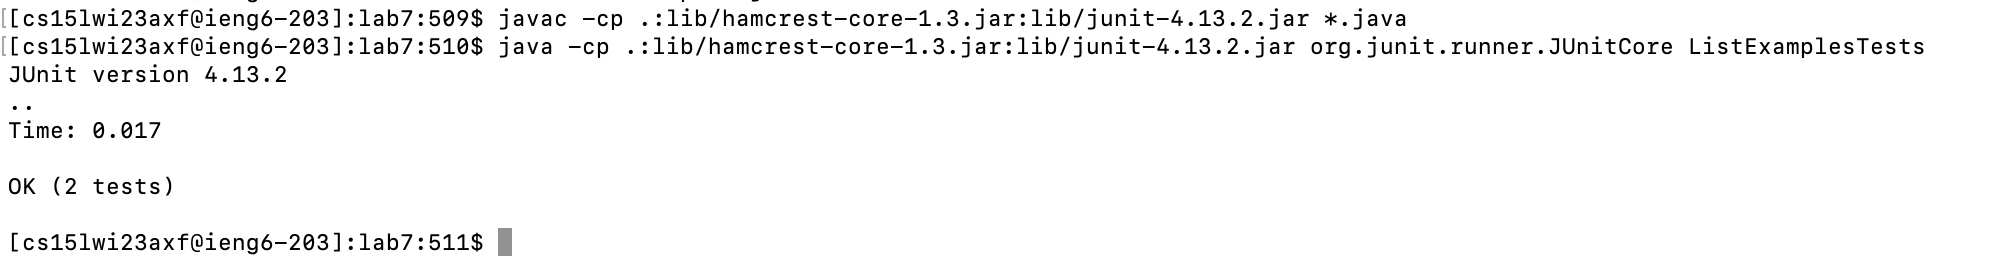 [[cs15lwi23axf@ieng6-203]:lab7:509$ javac -cp .:lib/hamcrest-core-1.3.jar:lib/junit-4.13.2.jar *.java
[[cs15lwi23axf@ieng6-203]:lab7:510$ java -cp .:lib/hamcrest-core-1.3.jar:lib/junit-4.13.2.jar org.junit.runner.JUnitCore ListExamplesTests
JUnit version 4.13.2
..
Time: 0.017
OK (2 tests)
[cs15lwi23axf@ieng6-203]:lab7:511$